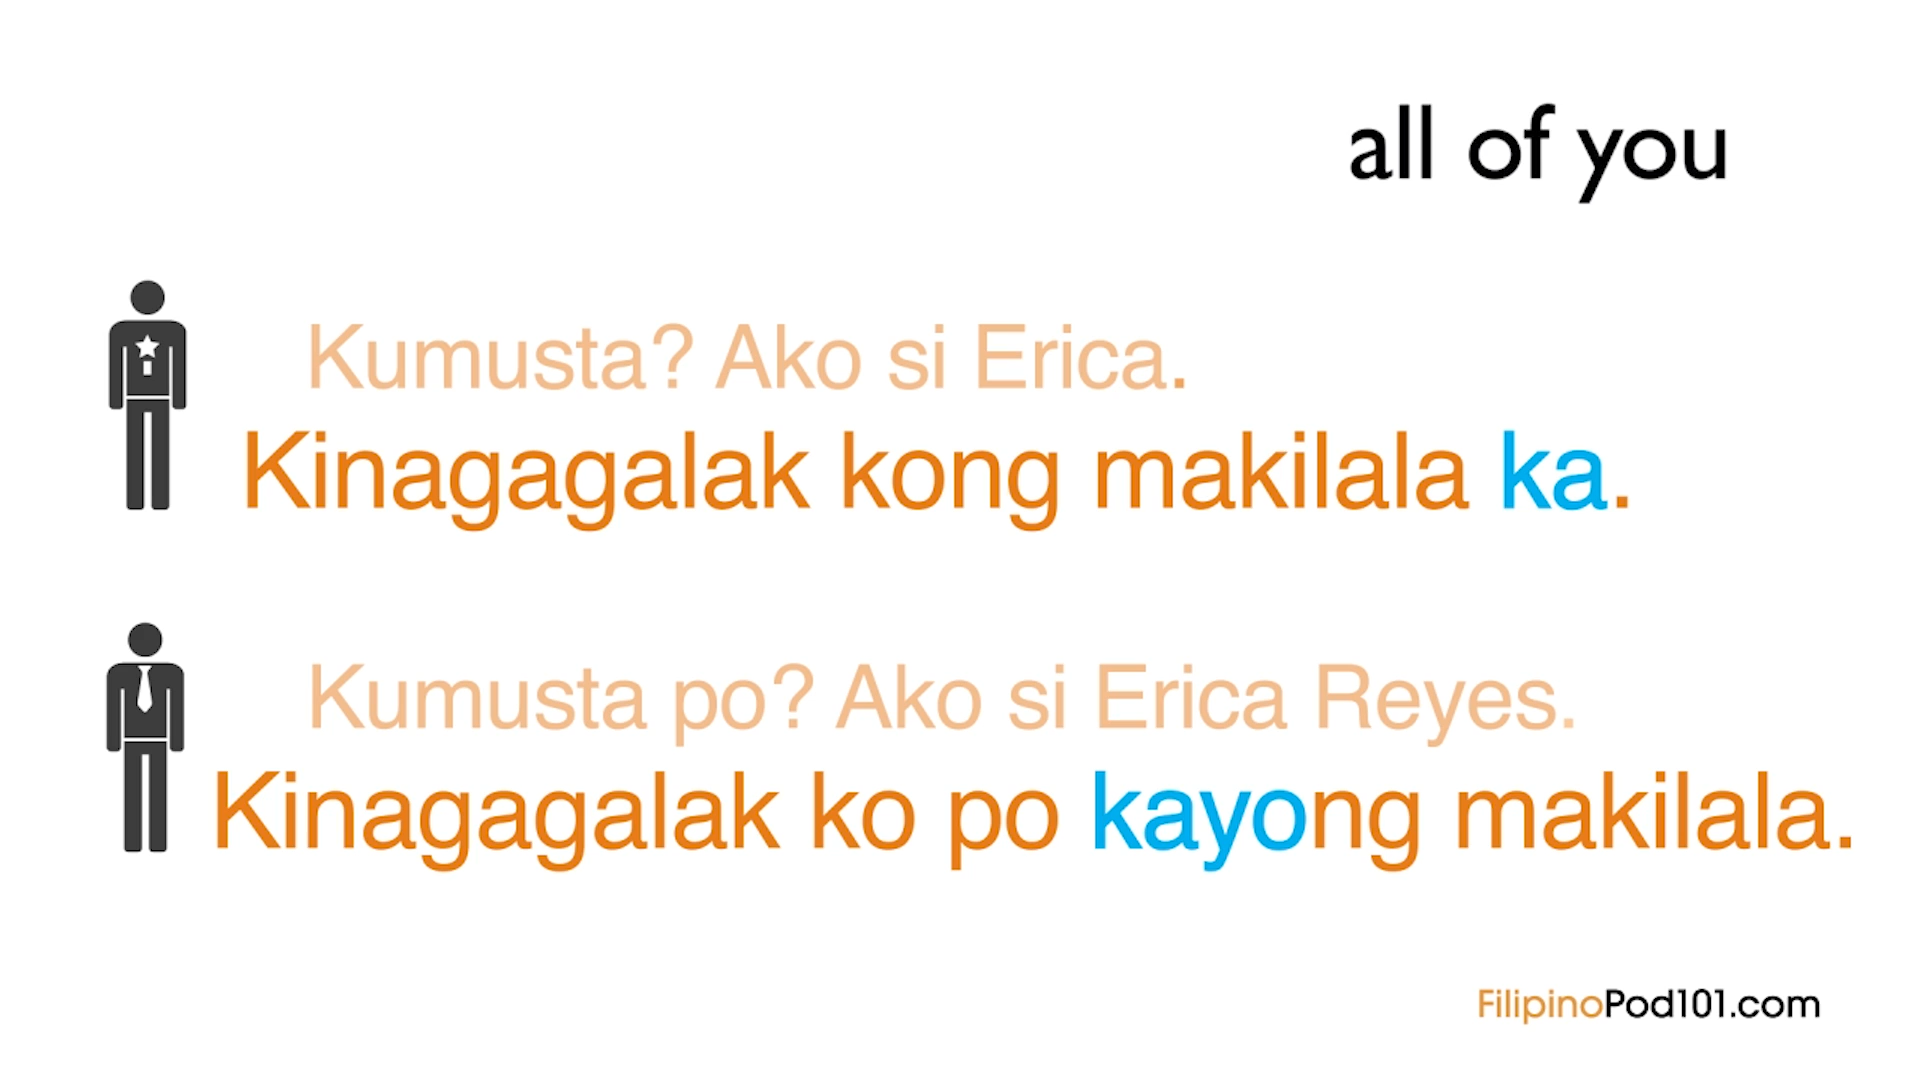 all of you
Kumusta? Ako si Erica.
Kinagagalak kong makilala ka.
Kumusta po? Ako si Erica Reyes.
Kinagagalak ko po kayong makilala.
FilipinoPod101.com